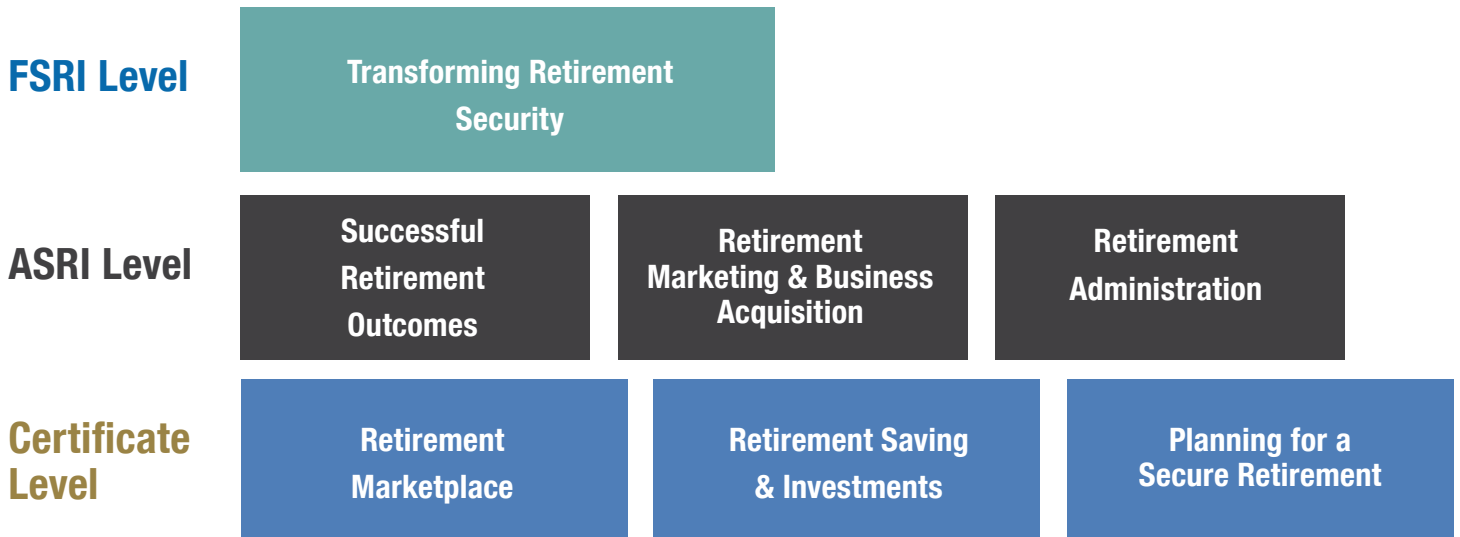 FSRI Level
Transforming Retirement
Security
ASRI Level
Successful
Retirement
Outcomes
Retirement
Marketing & Business
Acquisition
Retirement
Administration
Certificate
Level
Retirement
Marketplace
Retirement Saving
& Investments
Planning for a
Secure Retirement